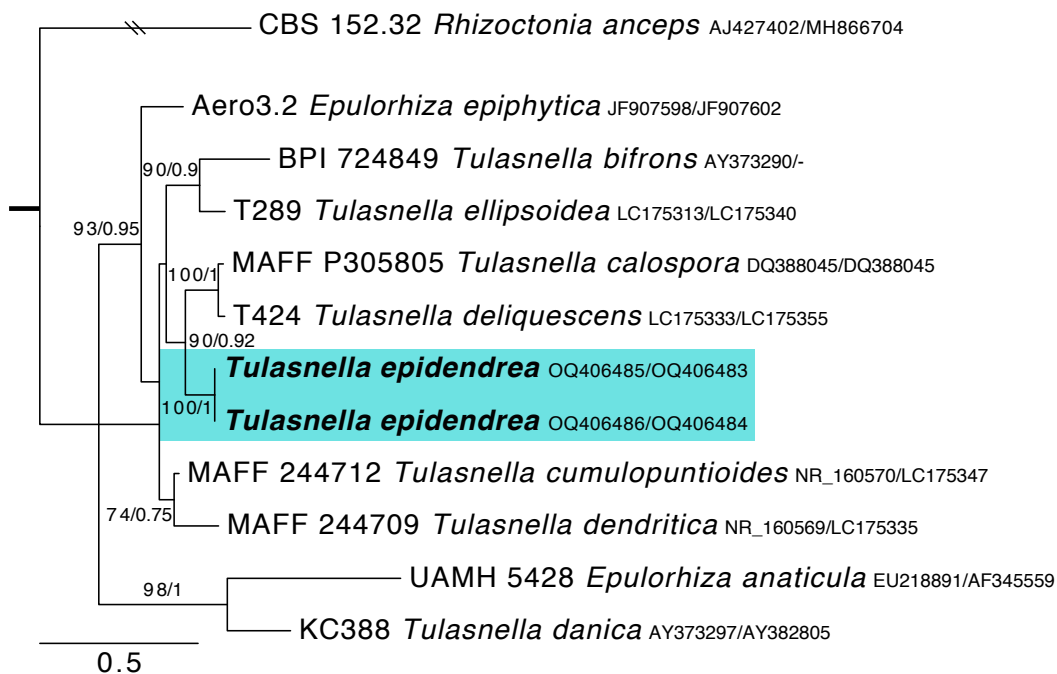 CBS 152.32 Rhizoctonia anceps AJ427402/MH866704
Aero3.2 Epulorhiza epiphytica JF907598/JF907602
90/0.9
BPI 724849 Tulasnella bifrons AY373290/-
T289 Tulasnella ellipsoidea LC175313/LC175340
93/0.95
MAFF P305805 Tulasnella calospora DQ388045/DQ388045
100/1
T424 Tulasnella deliquescens LC175333/LC175355
90/0.92
Tulasnella epidendrea OQ406485/OQ406483
100/1
Tulasnella epidendrea OQ406486/OQ406484
MAFF 244712 Tulasnella cumulopuntioides NR_160570/LC175347
74/0.75
MAFF 244709 Tulasnella dendritica NR_160569/LC175335
UAMH 5428 Epulorhiza anaticula EU218891/AF345559
98/1
KC388 Tulasnella danica AY373297/AY382805
0.5